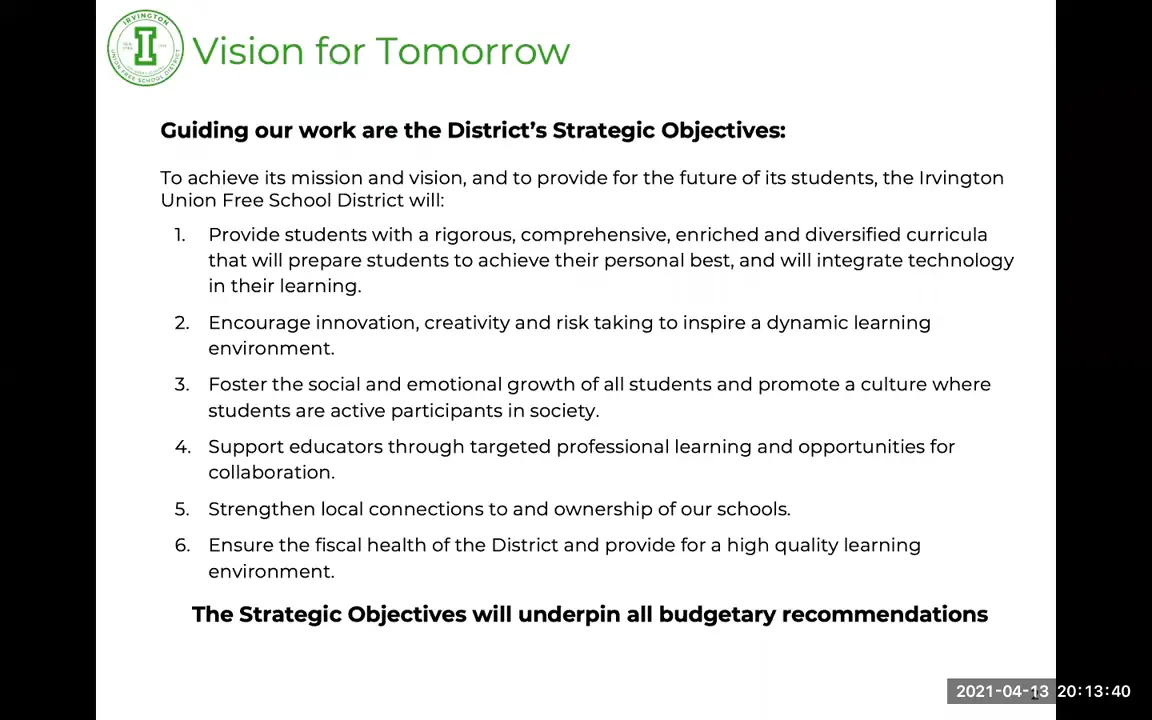 IRVINGTON
UNION FREE SCHOOL DISTRICT
Vision for Tomorrow
Guiding our work are the District's Strategic Objectives:
To achieve its mission and vision, and to provide for the future of its students, the Irvington
Union Free School District will:
1. Provide students with a rigorous, comprehensive, enriched and diversified curricula
that will prepare students to achieve their personal best, and will integrate technology
in their learning.
2. Encourage innovation, creativity and risk taking to inspire a dynamic learning
environment.
3. Foster the social and emotional growth of all students and promote a culture where
students are active participants in society.
4. Support educators through targeted professional learning and opportunities for
collaboration.
5. Strengthen local connections to and ownership of our schools.
6. Ensure the fiscal health of the District and provide for a high quality learning
environment.
The Strategic Objectives will underpin all budgetary recommendations
2021-04-13 20:13:40